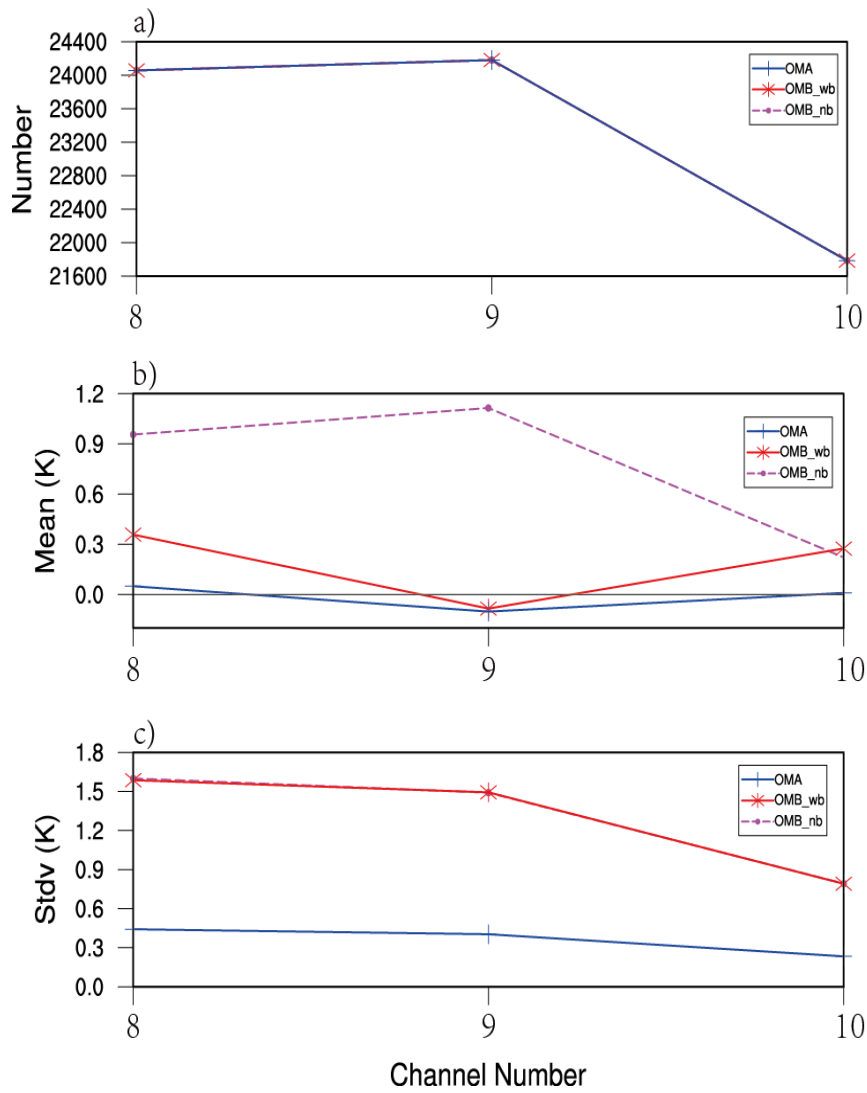 a)
24400
24000
23600
23200
22800
22400
22000
21600
Number
OMA
OMB_wb
OMB_nb
8 9 10
b)
1.2
0.9
0.6
0.3
0.0
Mean (K)
OMA
OMB_wb
OMB_nb
8 9 10
c)
1.8
1.5
1.2
0.9
0.6
0.3
0.0
Stdv (K)
OMA
OMB_wb
OMB_nb
8 9 10
Channel Number